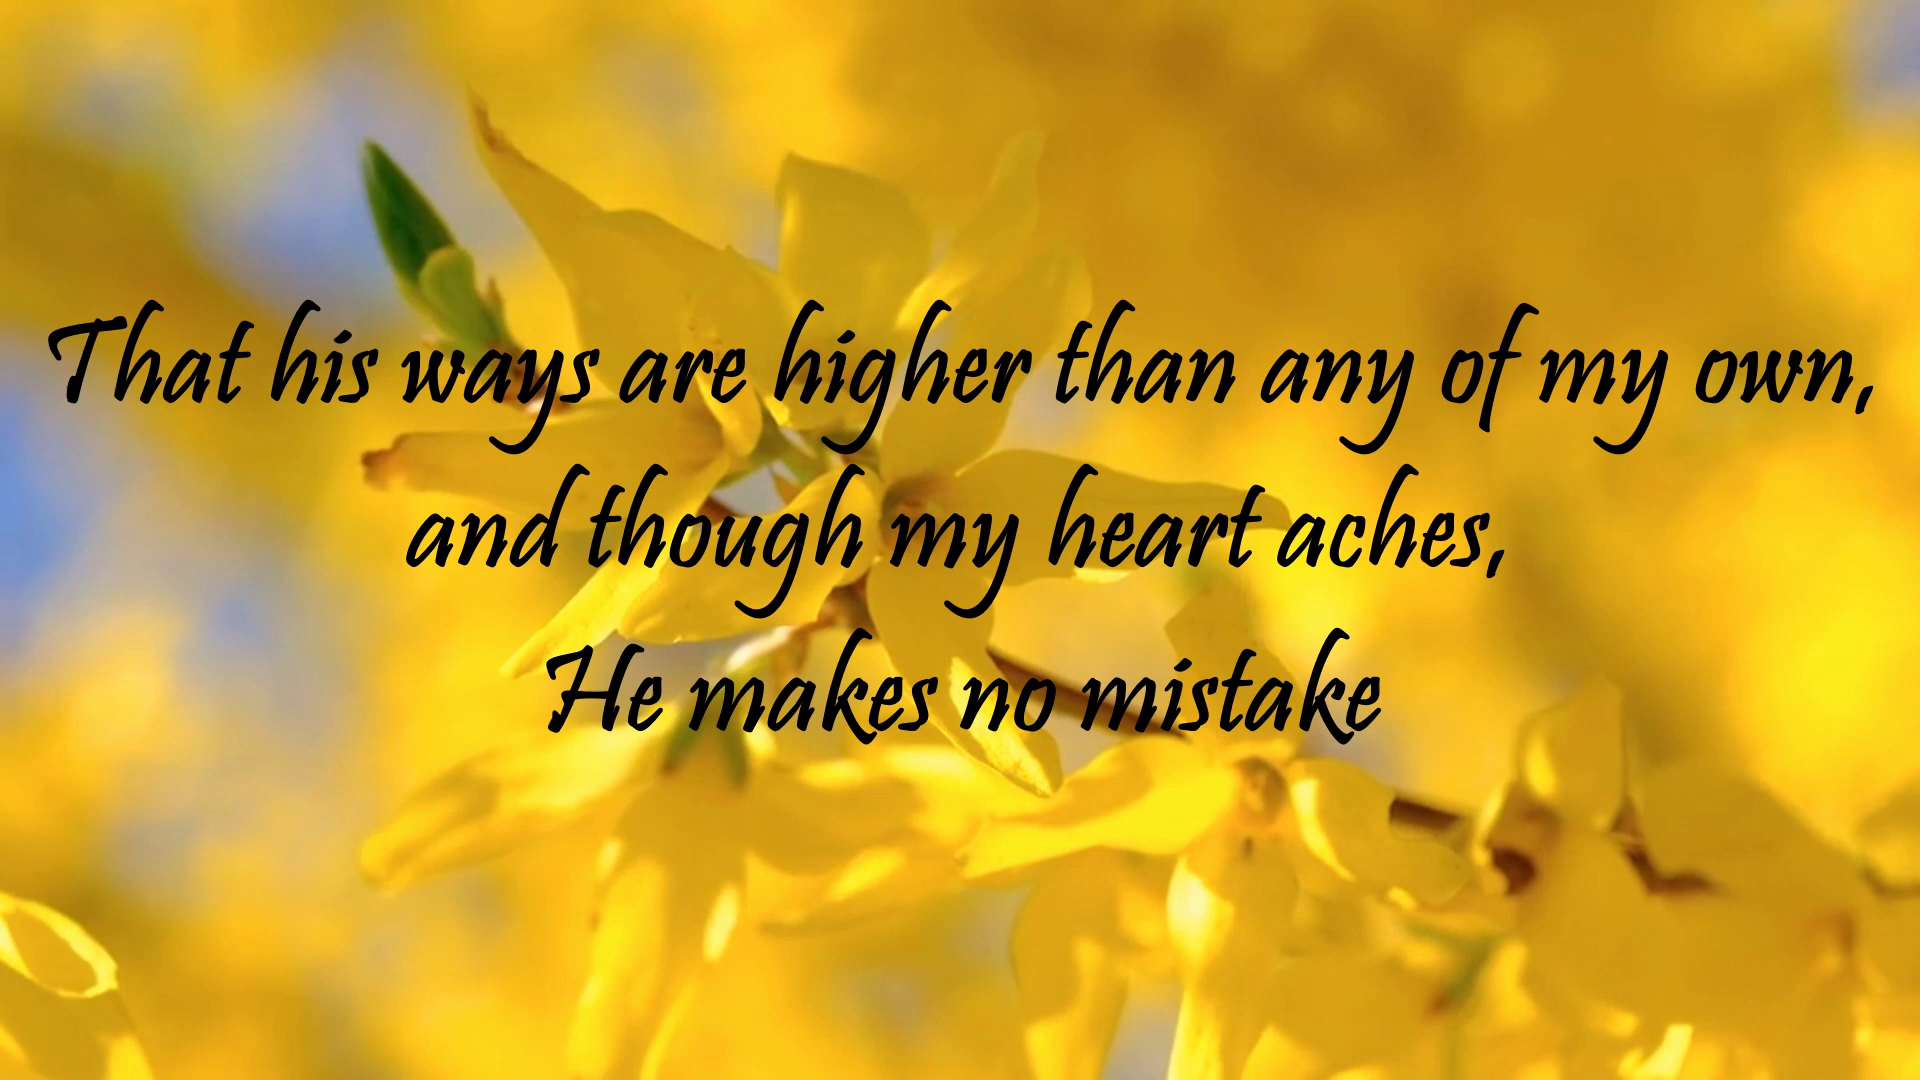 That his ways are higher than any of my own,
and though my heart aches,
He makes no mistake